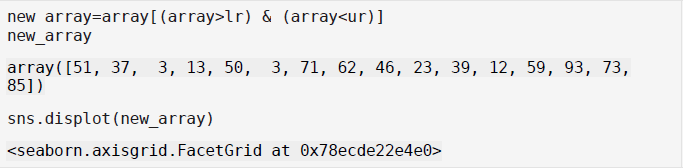 new array=array[(array>lr) & (array<ur)]
new_array
array([51, 37, 3, 13, 50, 3, 71, 62, 46, 23, 39, 12, 59, 93, 73,
85])
sns.displot(new_array)
<seaborn.axisgrid.FacetGrid at 0x78ecde22e4e0>